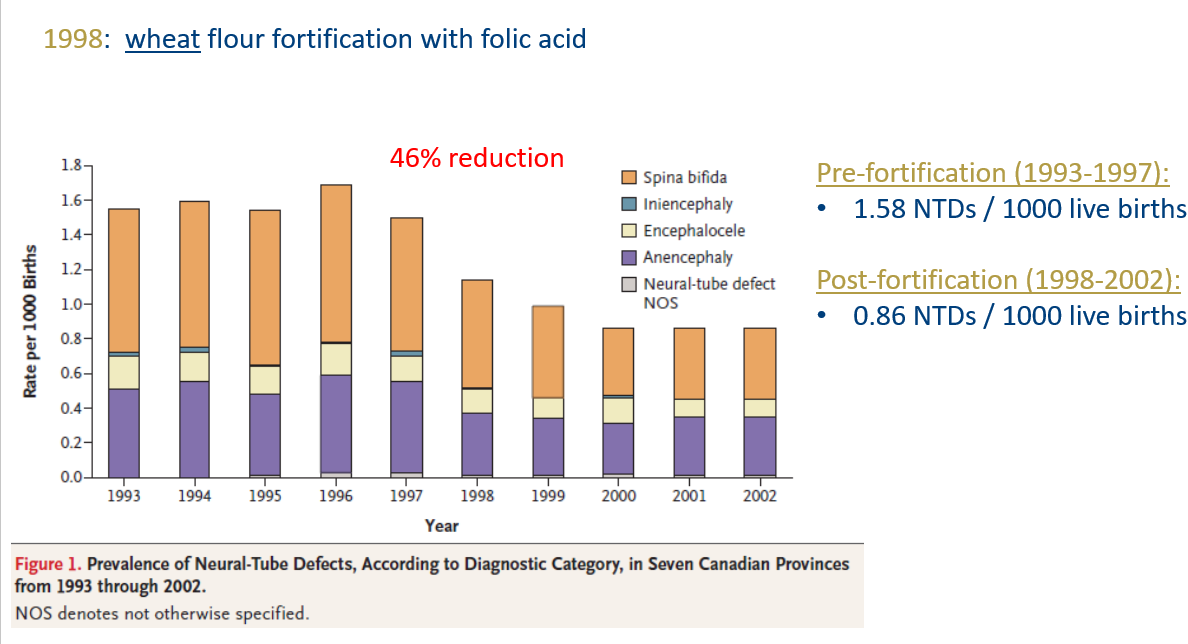 1998: wheat flour fortification with folic acid
46% reduction
Rate per 1000 Births
1.8
1.6
1.4
1.2
1.0
0.8
0.6
0.4
0.2
0.0
1993 1994 1995 1996 1997 1998 1999 2000 2001 2002
Year
Spina bifida
Iniencephaly
Encephalocele
Anencephaly
Neural-tube defect
NOS
Pre-fortification (1993-1997):
• 1.58 NTDs / 1000 live births
Post-fortification (1998-2002):
• 0.86 NTDs / 1000 live births
Figure 1. Prevalence of Neural-Tube Defects, According to Diagnostic Category, in Seven Canadian Provinces
from 1993 through 2002.
NOS denotes not otherwise specified.